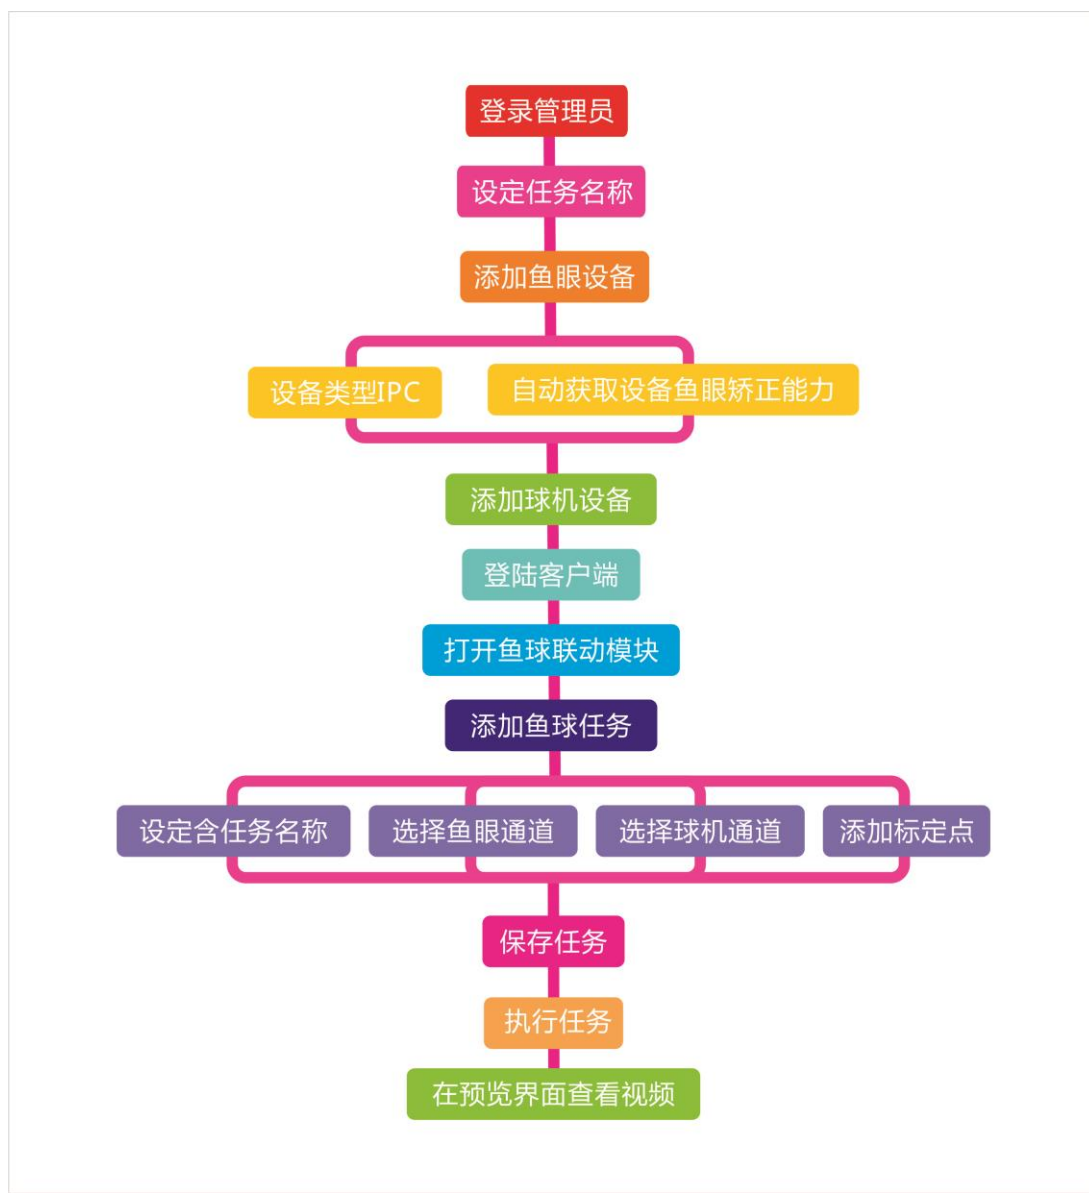 登录管理员
设定任务名称
添加鱼眼设备
设备类型IPC
自动获取设备鱼眼矫正能力
添加球机设备
登陆客户端
打开鱼球联动模块
添加鱼球任务
设定含任务名称
选择鱼眼通道
选择球机通道
添加标定点
保存任务
执行任务
在预览界面查看视频